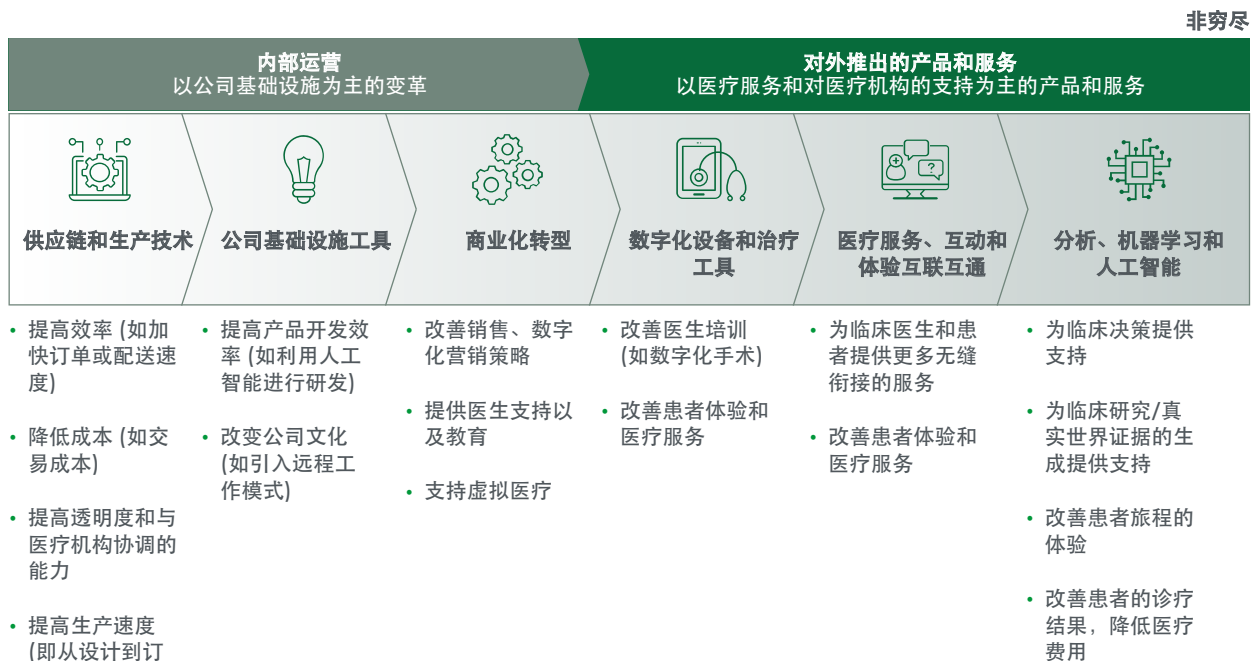 非穷尽
内部运营
以公司基础设施为主的变革
对外推出的产品和服务
以医疗服务和对医疗机构的支持为主的产品和服务
?
供应链和生产技术
公司基础设施工具
商业化转型
数字化设备和治疗
工具
医疗服务、互动和
体验互联互通
分析、机器学习和
人工智能
• 提高效率 (如加
快订单或配送速
度)
• 降低成本 (如交
易成本)
• 提高透明度和与
医疗机构协调的
能力
• 提高生产速度
(即从设计到订
• 提高产品开发效
率 (如利用人工
智能进行研发)
• 改变公司文化
(如引入远程工
作模式)
• 改善销售、数字
化营销策略
• 提供医生支持以
及教育
• 支持虚拟医疗
• 改善医生培训
(如数字化手术)
• 改善患者体验和
医疗服务
• 为临床医生和患
者提供更多无缝
衔接的服务
• 改善患者体验和
医疗服务
• 为临床决策提供
支持
• 为临床研究/真
实世界证据的生
成提供支持
• 改善患者旅程的
体验
• 改善患者的诊疗
结果，降低医疗
费用